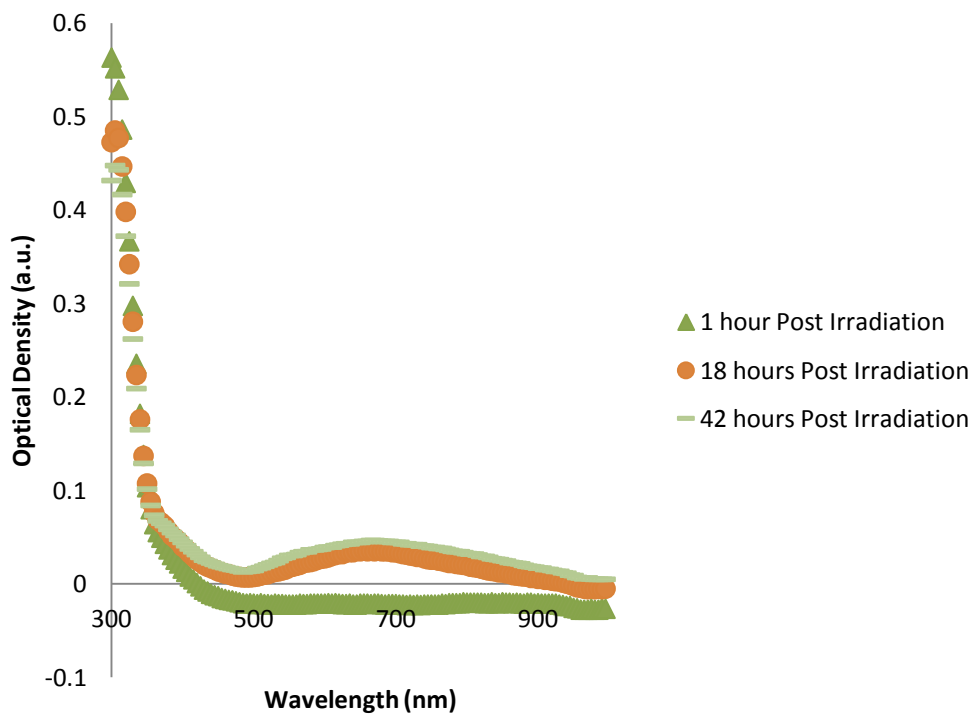 0.6
0.5
0.4
0.3
0.2
0.1
0
-0.1
300
500
700
900
Optical Density (a.u.)
Wavelength (nm)
1 hour Post Irradiation
18 hours Post Irradiation
42 hours Post Irradiation